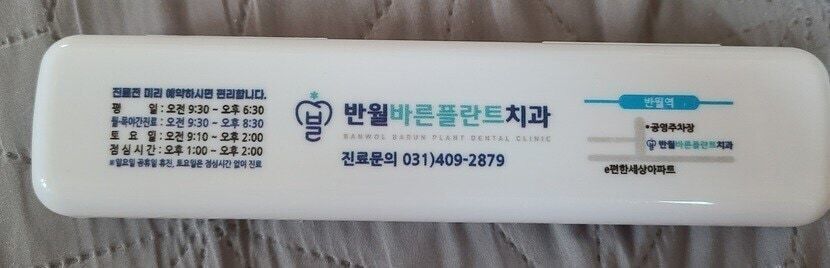 진료전 미리 예약하시면 편리합니다.
평 일 : 오전 9:30 ~ 오후 6:30
월·목야간진료 : 오전 9:30 ~ 오후 8:30
토 요 일 : 오전 9:10 ~ 오후 2:00
점 심 시 간 : 오후 1:00 ~ 오후 2:00
※일요일 공휴일 휴진, 토요일은 점심시간 없이 진료
볼
반월바른플란트치과
BANWOL BARUN PLANT DENTAL CLINIC
진료문의 031)409-2879
반월역
•공영주차장
반월바른플란트치과
e편한세상아파트